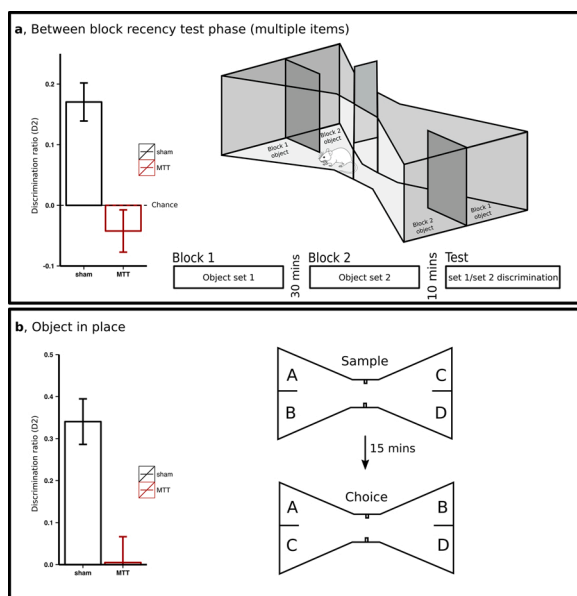 a, Between block recency test phase (multiple items)
Discrimination ratio (D2)
0.2
0.1
0.0
-0.1
sham
MTT
sham
MTT
Chance
Block 1
object
Block 2
object
Block 2
object
Block 1
object
Block 1
Object set 1
30 mins
Block 2
Object set 2
10 mins
Test
set 1/set 2 discrimination
b, Object in place
Discrimination ratio (D2)
0.5
0.4
0.3
0.2
0.1
0.0
sham
MTT
sham
MTT
Sample
A
C
B
D
15 mins
Choice
A
B
C
D